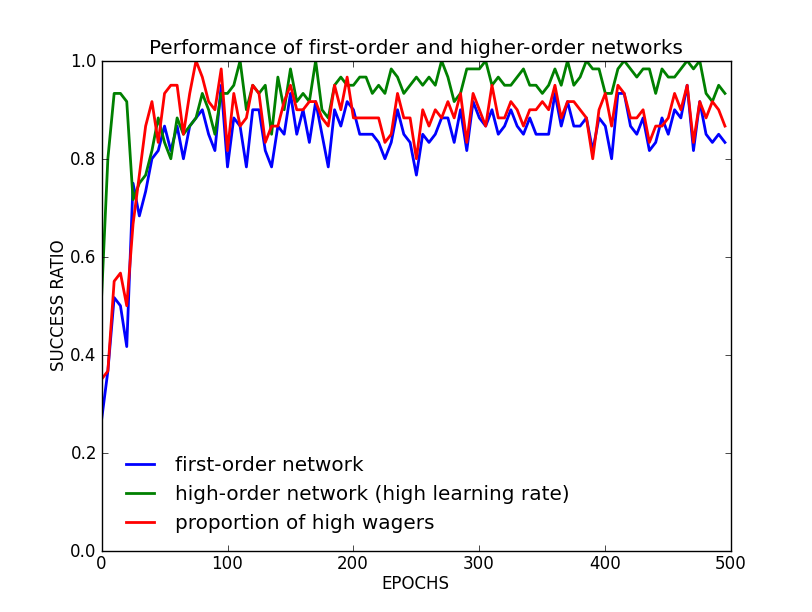 Performance of first-order and higher-order networks
1.0
0.8
0.6
0.4
0.2
0.0
SUCCESS RATIO
first-order network
high-order network (high learning rate)
proportion of high wagers
0
100
200
300
400
500
EPOCHS